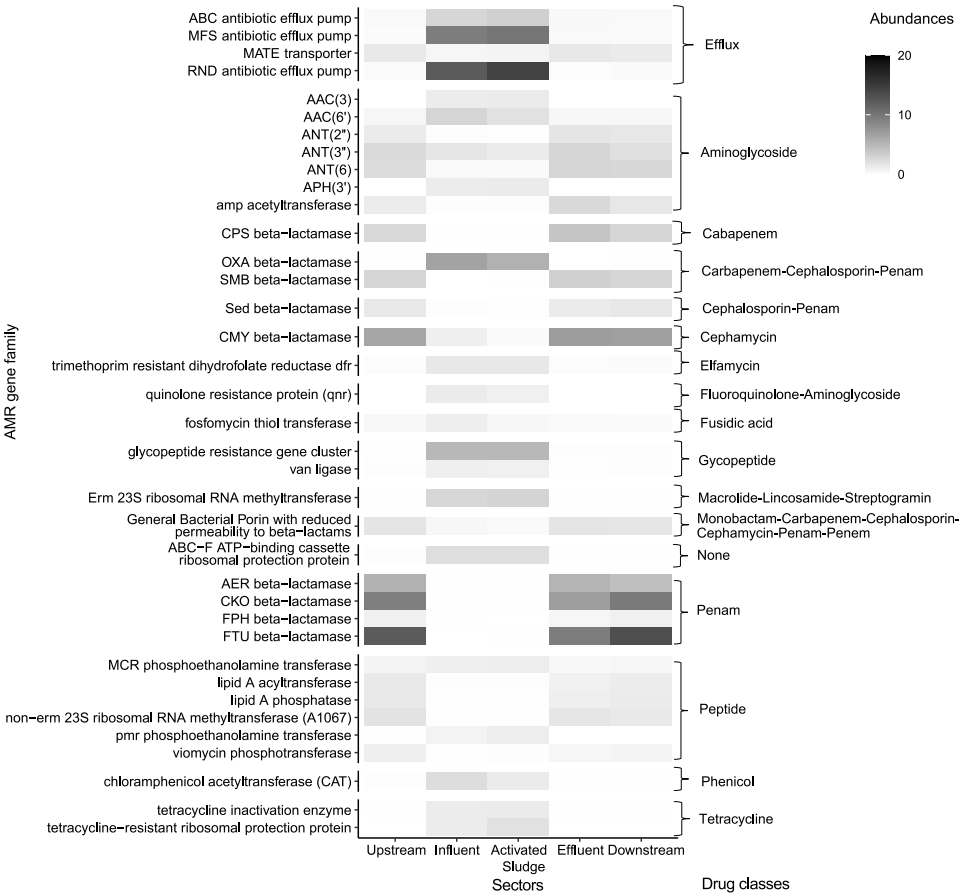 ABC antibiotic efflux pump
MFS antibiotic efflux pump
MATE transporter
RND antibiotic efflux pump
Efflux
AAC(3)
AAC(6')
ANT(2")
ANT(3")
ANT(6)
APH(3')
amp acetyltransferase
Aminoglycoside
CPS beta−lactamase
Cabapenem
OXA beta−lactamase
SMB beta−lactamase
Carbapenem-Cephalosporin-Penam
Sed beta−lactamase
Cephalosporin-Penam
CMY beta−lactamase
Cephamycin
trimethoprim resistant dihydrofolate reductase dfr
Elfamycin
quinolone resistance protein (qnr)
Fluoroquinolone-Aminoglycoside
fosfomycin thiol transferase
Fusidic acid
glycopeptide resistance gene cluster
van ligase
Gycopeptide
Erm 23S ribosomal RNA methyltransferase
Macrolide-Lincosamide-Streptogramin
General Bacterial Porin with reduced
permeability to beta−lactams
Monobactam-Carbapenem-Cephalosporin-
Cephamycin-Penam-Penem
ABC−F ATP−binding cassette
ribosomal protection protein
None
AER beta−lactamase
CKO beta−lactamase
FPH beta−lactamase
FTU beta−lactamase
Penam
MCR phosphoethanolamine transferase
lipid A acyltransferase
lipid A phosphatase
non−erm 23S ribosomal RNA methyltransferase (A1067)
pmr phosphoethanolamine transferase
viomycin phosphotransferase
Peptide
chloramphenicol acetyltransferase (CAT)
Phenicol
tetracycline inactivation enzyme
tetracycline−resistant ribosomal protection protein
Tetracycline
AMR gene family
Upstream Influent Activated Effluent Downstream
Sludge
Sectors
Drug classes
Abundances
20
10
0